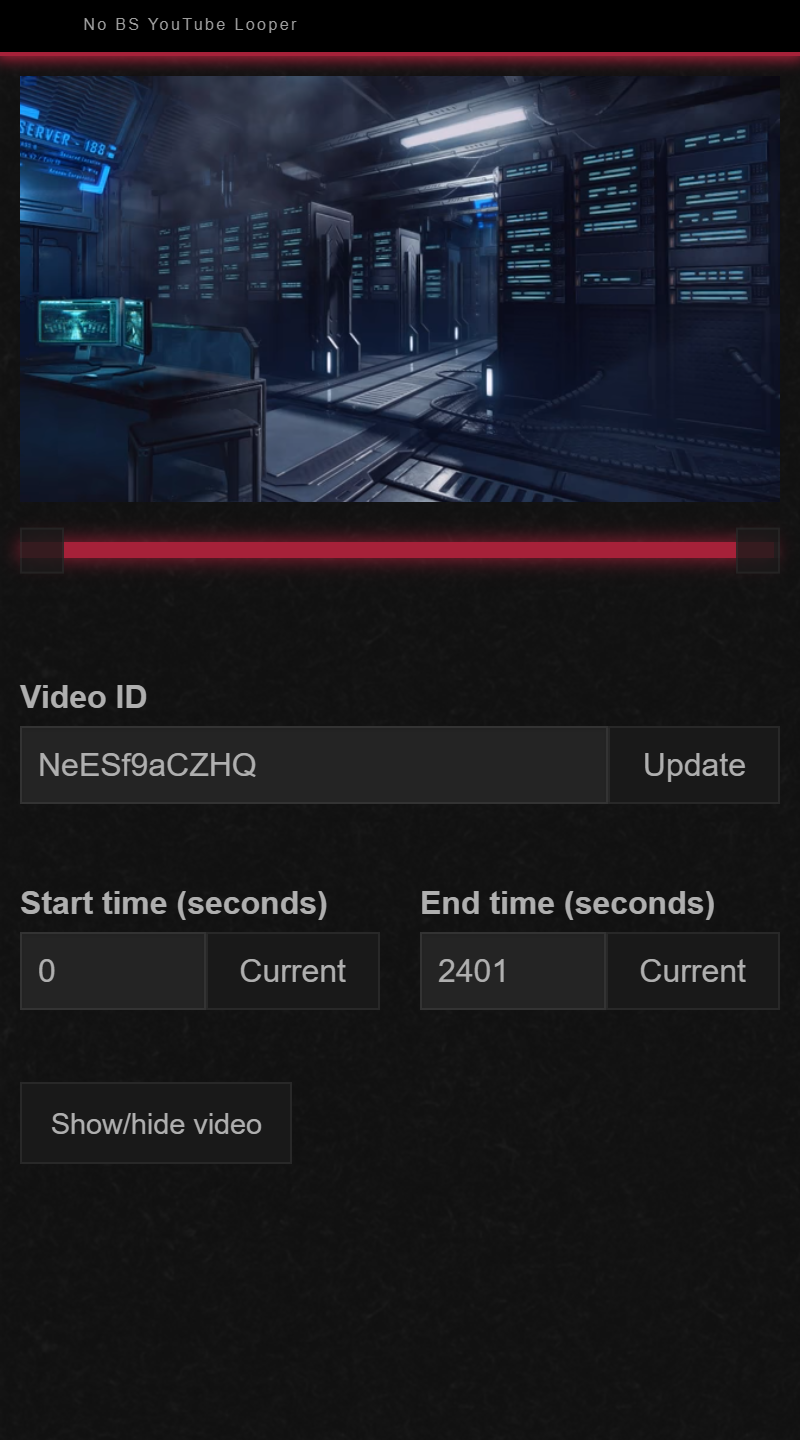 No BS YouTube Looper
SERVER - 188
Video ID
NeESf9aCZHQ
Update
Start time (seconds)
End time (seconds)
0
Current
2401
Current
Show/hide video